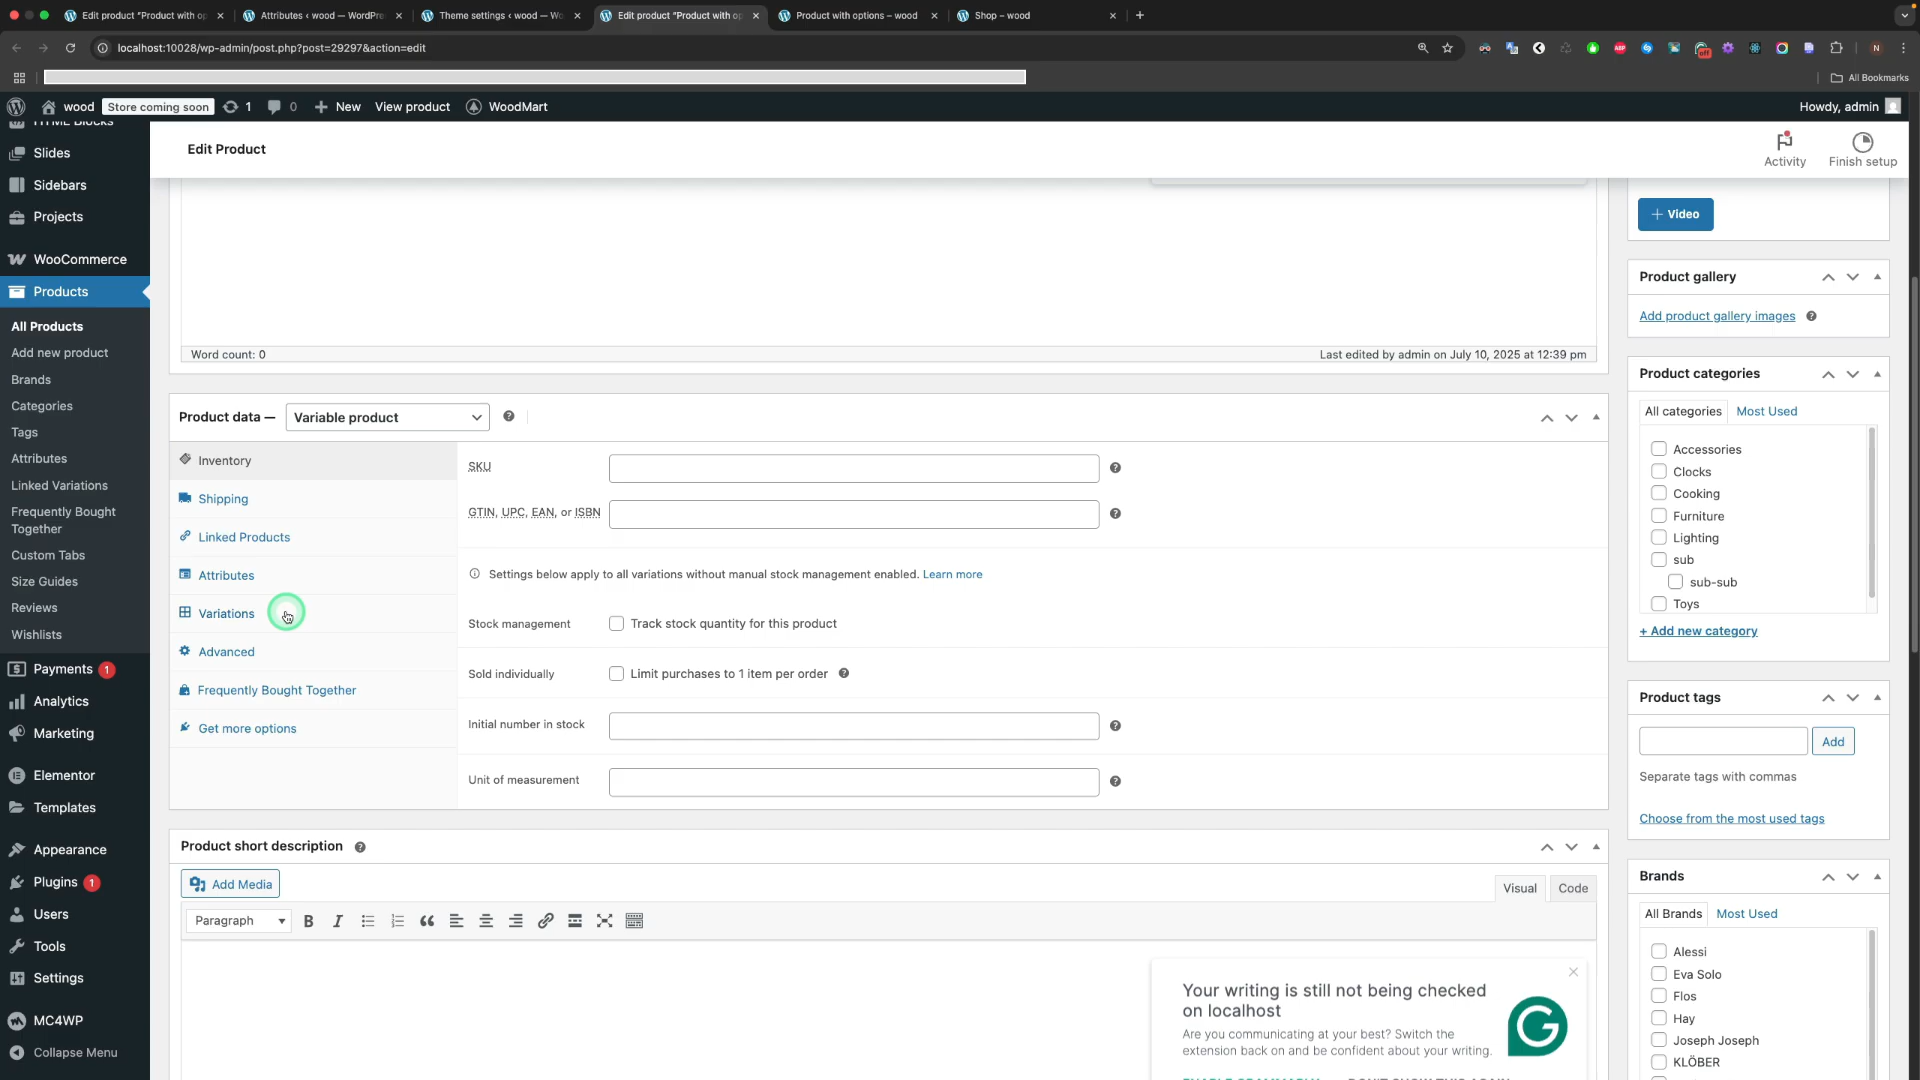 Edit product "Product with op
Attributes ‹ wood — WordPre
Theme settings ‹ wood — Wo
Edit product "Product with op
Product with options – wood
Shop – wood
localhost:10028/wp-admin/post.php?post=29297&action=edit
All Bookmarks
wood
Store coming soon
1
0
New
View product
WoodMart
Howdy, admin
HTML Blocks
Slides
Sidebars
Projects
WooCommerce
Products
All Products
Add new product
Brands
Categories
Tags
Attributes
Linked Variations
Frequently Bought
Together
Custom Tabs
Size Guides
Reviews
Wishlists
Payments 1
Analytics
Marketing
Elementor
Templates
Appearance
Plugins 1
Users
Tools
Settings
MC4WP
Collapse Menu
Edit Product
Activity
Finish setup
Word count: 0
Last edited by admin on July 10, 2025 at 12:39 pm
Product data —
Variable product
Inventory
Shipping
Linked Products
Attributes
Variations
Advanced
Frequently Bought Together
Get more options
SKU
GTIN, UPC, EAN, or ISBN
Settings below apply to all variations without manual stock management enabled. Learn more
Stock management
Track stock quantity for this product
Sold individually
Limit purchases to 1 item per order
Initial number in stock
Unit of measurement
Product short description
Add Media
Visual
Code
Paragraph
Your writing is still not being checked
on localhost
Are you communicating at your best? Switch the
extension back on and be confident about your writing.
Video
Product gallery
Add product gallery images
Product categories
All categories
Most Used
Accessories
Clocks
Cooking
Furniture
Lighting
sub
sub-sub
Toys
+ Add new category
Product tags
Add
Separate tags with commas
Choose from the most used tags
Brands
All Brands
Most Used
Alessi
Eva Solo
Flos
Hay
Joseph Joseph
KLÖBER